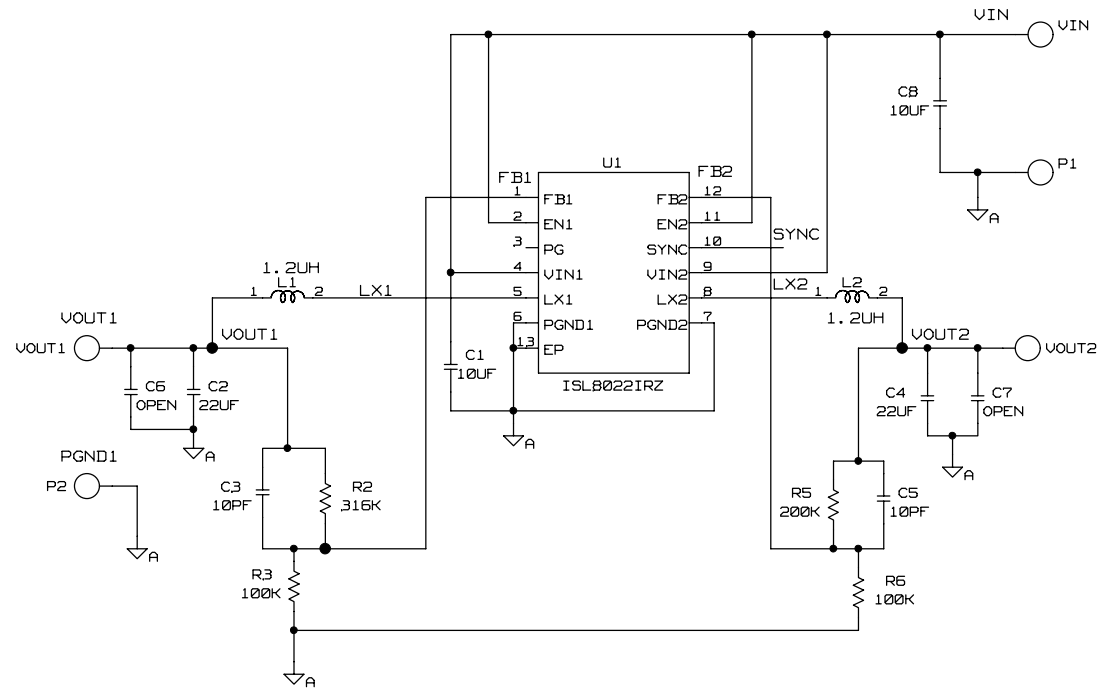 VIN
VIN
C8
10UF
P1
A
U1
FB1
FB2
1
FB1
FB2
12
2
EN1
EN2
11
3
PG
SYNC
10
SYNC
4
VIN1
VIN2
9
5
LX1
LX2
8
6
PGND1
PGND2
7
13
EP
ISL8022IRZ
1.2UH
L1
1
2
LX1
LX2
1
L2
2
1.2UH
VOUT1
VOUT1
VOUT1
VOUT2
VOUT2
C1
10UF
C6
OPEN
C2
22UF
A
A
C4
22UF
C7
OPEN
A
PGND1
P2
A
C3
10PF
R2
316K
R5
200K
C5
10PF
R3
100K
R6
100K
A